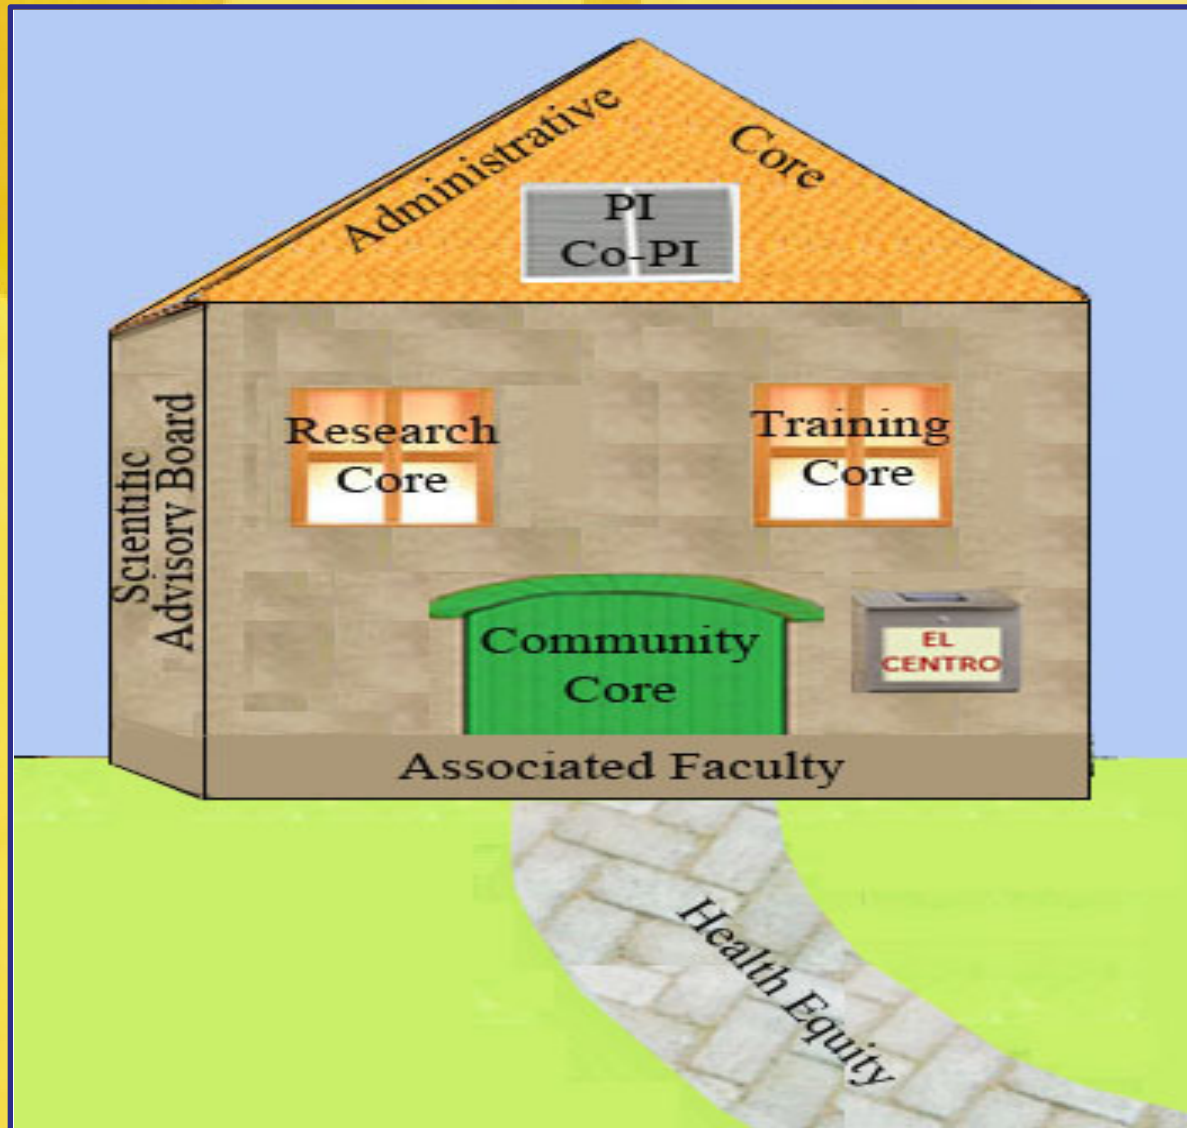 Administrative Core
PI
Co-PI
Research
Core
Training
Core
Scientific
Advisory Board
Community
Core
EL
CENTRO
Associated Faculty
Health Equity